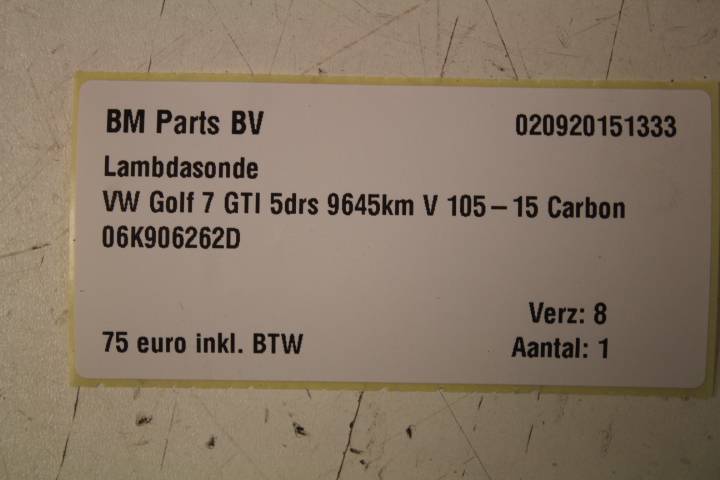 BM Parts BV 020920151333
Lambdasonde
VW Golf 7 GTI 5drs 9645km V 105-15 Carbon
06K906262D
Verz: 8
75 euro inkl. BTW Aantal: 1